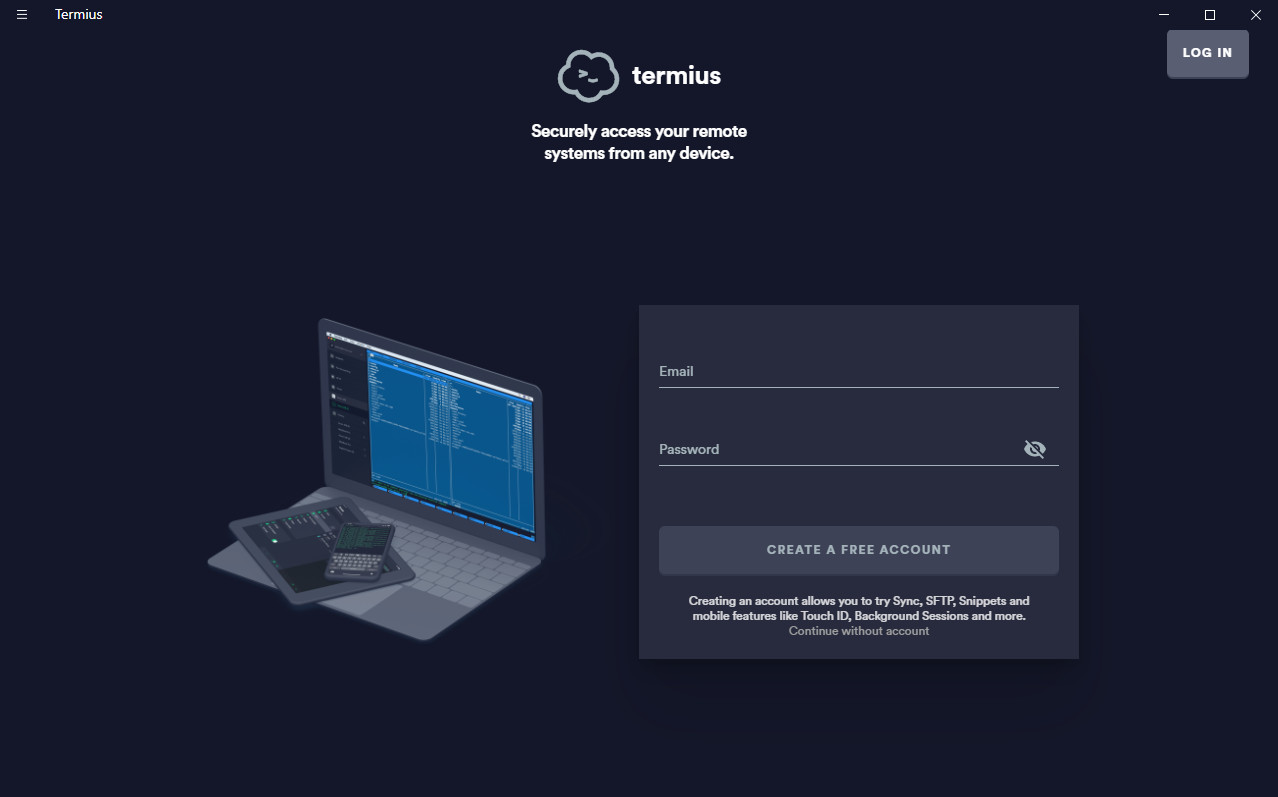 Termius
LOG IN
termius
Securely access your remote
systems from any device.
Email
Password
CREATE A FREE ACCOUNT
Creating an account allows you to try Sync, SFTP, Snippets and
mobile features like Touch ID, Background Sessions and more.
Continue without account